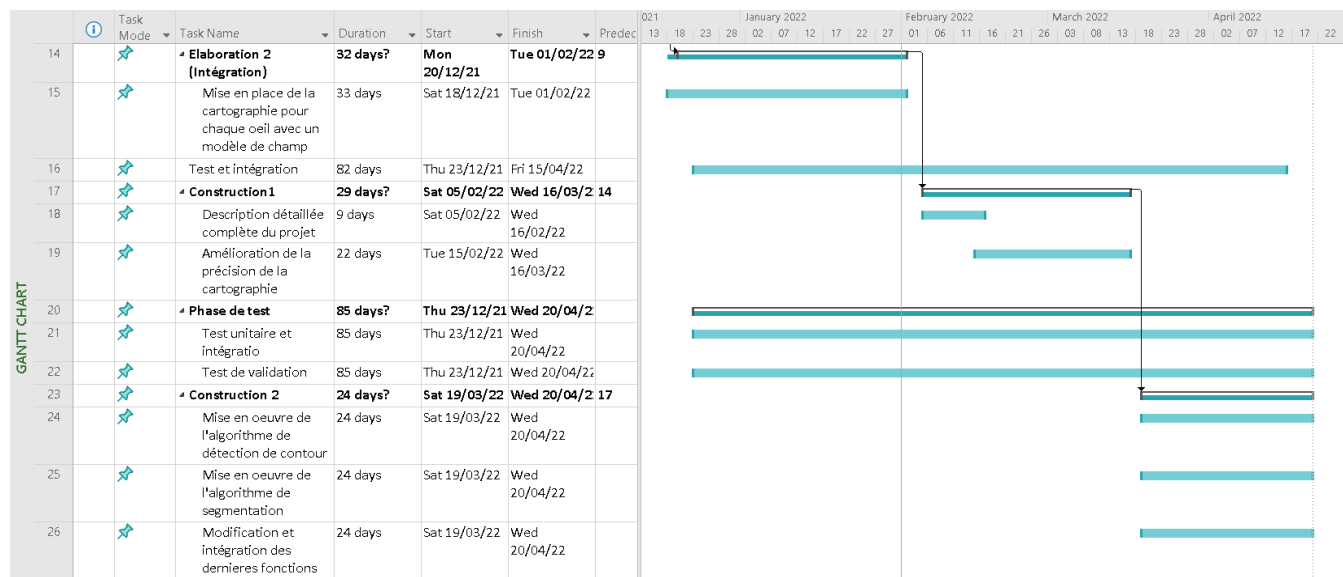 GANTT CHART
Task Mode Task Name Duration Start Finish Predec
021 January 2022 February 2022 March 2022 April 2022
13 18 23 28 02 07 12 17 22 27 01 06 11 16 21 26 03 08 13 18 23 28 02 07 12 17 22
14 Elaboration 2 32 days? Mon Tue 01/02/22 9
(Intégration) 20/12/21
15 Mise en place de la 33 days Sat 18/12/21 Tue 01/02/22
cartographie pour
chaque oeil avec un
modèle de champ
16 Test et intégration 82 days Thu 23/12/21 Fri 15/04/22
17 Construction1 29 days? Sat 05/02/22 Wed 16/03/2 14
18 Description détaillée 9 days Sat 05/02/22 Wed
complète du projet 16/02/22
19 Amélioration de la 22 days Tue 15/02/22 Wed
précision de la 16/03/22
cartographie
20 Phase de test 85 days? Thu 23/12/21 Wed 20/04/2
21 Test unitaire et 85 days Thu 23/12/21 Wed
intégratio 20/04/22
22 Test de validation 85 days Thu 23/12/21 Wed 20/04/22
23 Construction 2 24 days? Sat 19/03/22 Wed 20/04/2 17
24 Mise en oeuvre de 24 days Sat 19/03/22 Wed
l'algorithme de 20/04/22
détection de contour
25 Mise en oeuvre de 24 days Sat 19/03/22 Wed
l'algorithme de 20/04/22
segmentation
26 Modification et 24 days Sat 19/03/22 Wed
intégration des 20/04/22
dernieres fonctions